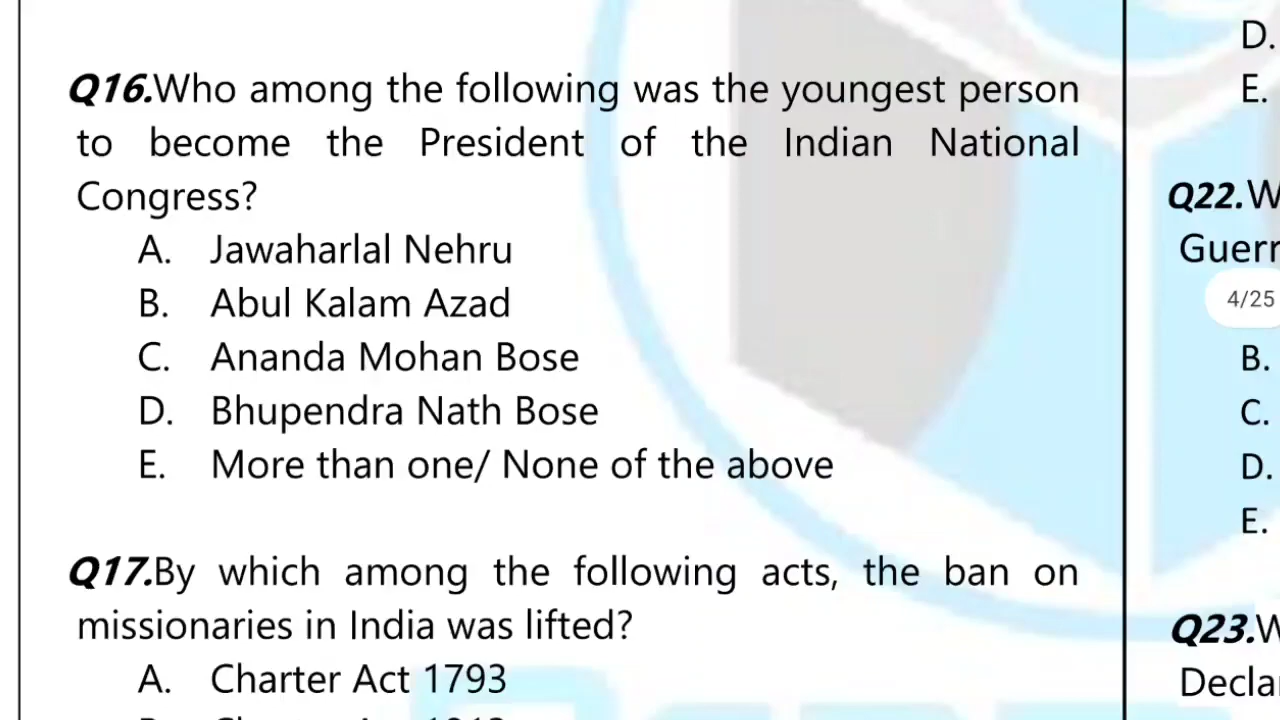 Q16.Who among the following was the youngest person
to become the President of the Indian National
Congress?
A. Jawaharlal Nehru
B. Abul Kalam Azad
C. Ananda Mohan Bose
D. Bhupendra Nath Bose
E. More than one/ None of the above
Q17.By which among the following acts, the ban on
missionaries in India was lifted?
A. Charter Act 1793
D.
E.
Q22.W
Guerr
4/25
B.
C.
D.
E.
Q23.W
Decla